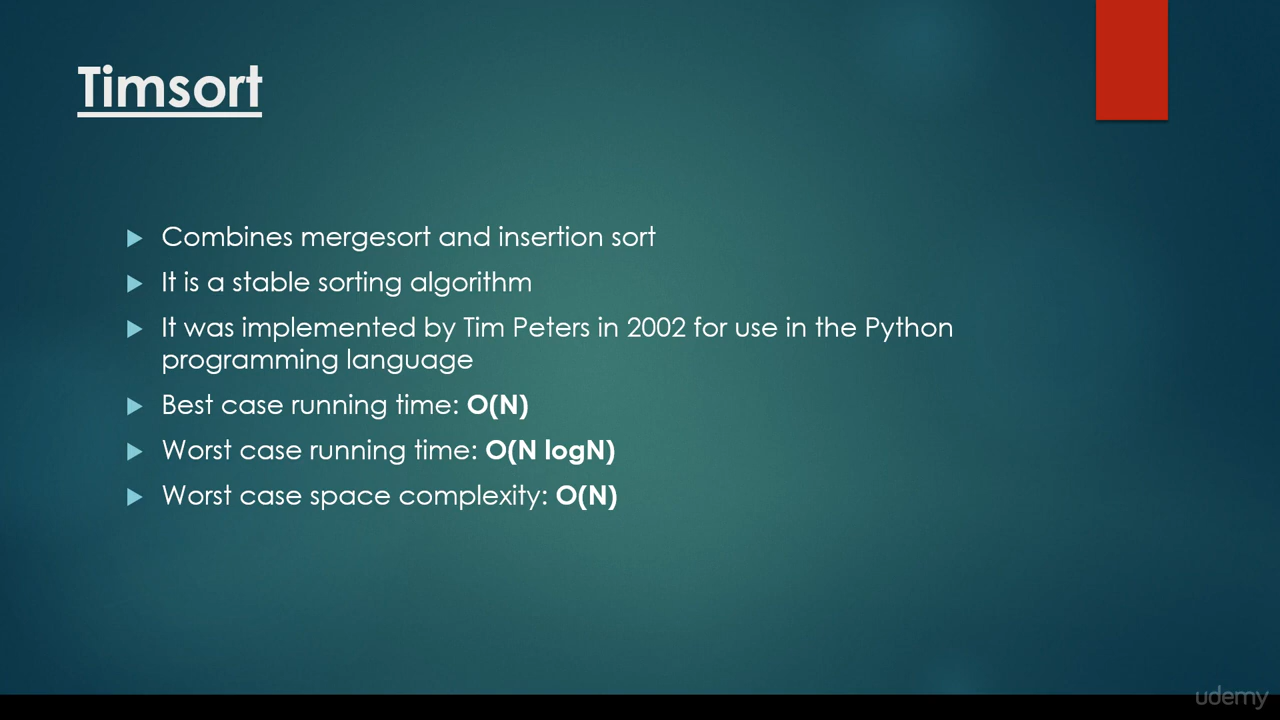 Timsort
Combines mergesort and insertion sort
It is a stable sorting algorithm
It was implemented by Tim Peters in 2002 for use in the Python
programming language
Best case running time: O(N)
Worst case running time: O(N logN)
Worst case space complexity: O(N)
udemy